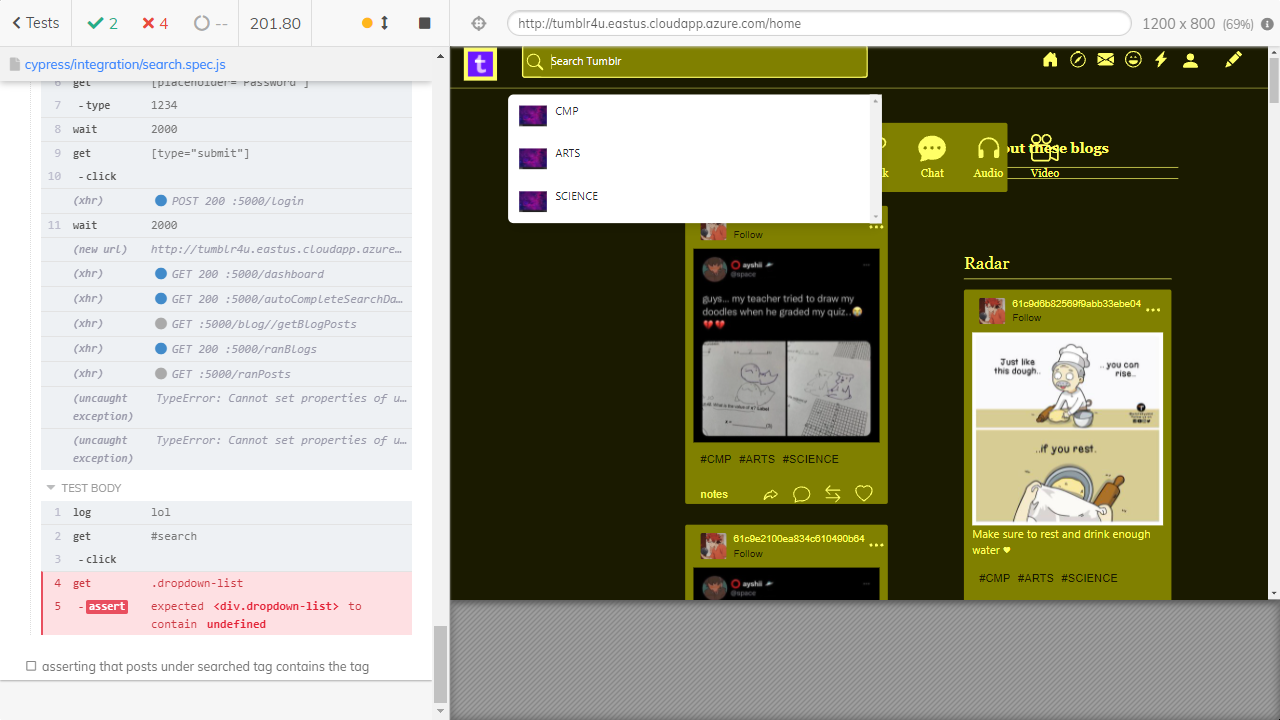 Tests
2
4
--
201.80
http://tumblr4u.eastus.cloudapp.azure.com/home
1200 x 800 (69%)
cypress/integration/search.spec.js
7 -type 1234
8 wait 2000
9 get [type="submit"]
10 -click
(xhr) POST 200 :5000/login
11 wait 2000
(new url) http://tumblr4u.eastus.cloudapp.azure…
(xhr) GET 200 :5000/dashboard
(xhr) GET 200 :5000/autoCompleteSearchDa…
(xhr) GET :5000/blog//getBlogPosts
(xhr) GET 200 :5000/ranBlogs
(xhr) GET :5000/ranPosts
(uncaught exception) TypeError: Cannot set properties of u…
(uncaught exception) TypeError: Cannot set properties of u…
TEST BODY
1 log lol
2 get #search
3 -click
4 get .dropdown-list
5 -assert expected <div.dropdown-list> to
contain undefined
asserting that posts under searched tag contains the tag
t
Search Tumblr
CMP
ARTS
SCIENCE
Chat
Audio
Video
out these blogs
Follow
ayshii
@space
guys... my teacher tried to draw my
doodles when he graded my quiz..
#CMP #ARTS #SCIENCE
notes
61c9e2100ea834c610490b64
Follow
ayshii
@space
Radar
61c9d6b82569f9abb33ebe04
Follow
Just like
this dough..
..you can
rise..
..if you rest.
Make sure to rest and drink enough
water ♥
#CMP #ARTS #SCIENCE